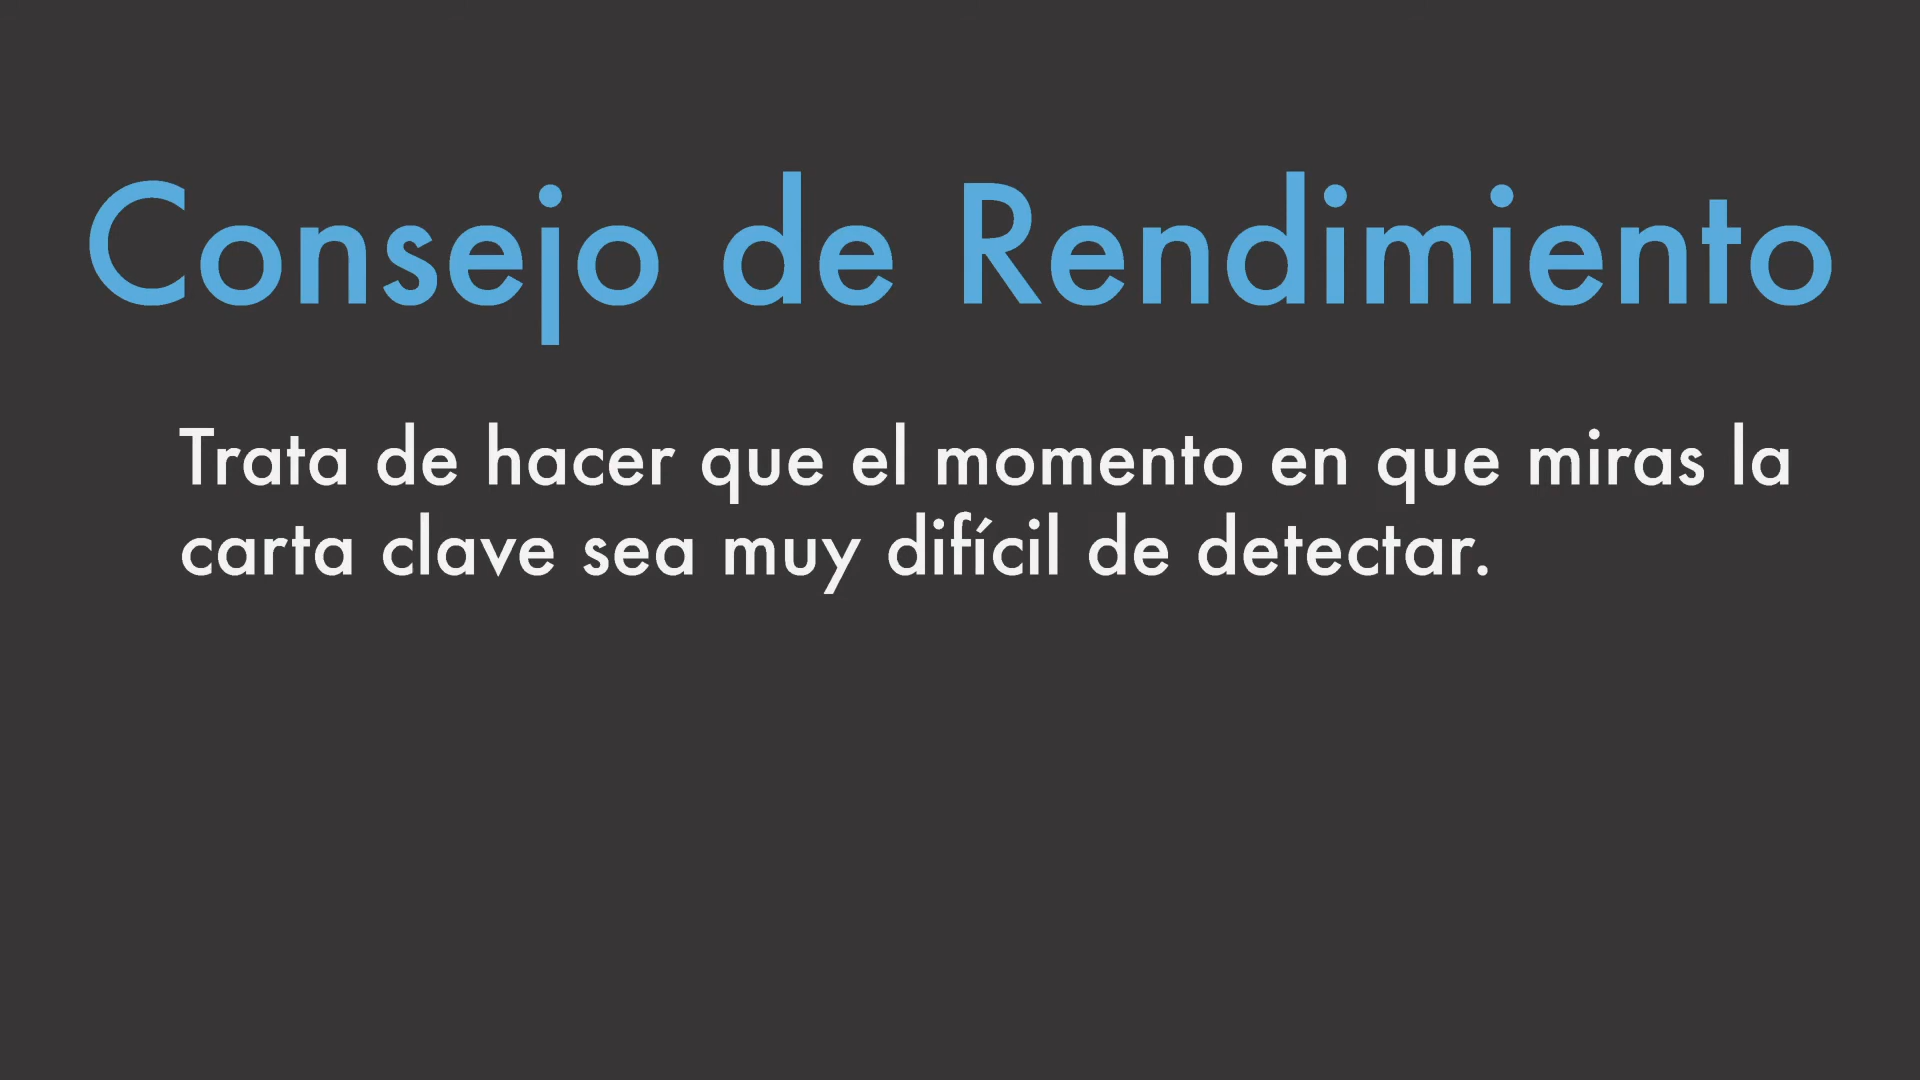 Consejo de Rendimiento
Trata de hacer que el momento en que miras la
carta clave sea muy difícil de detectar.